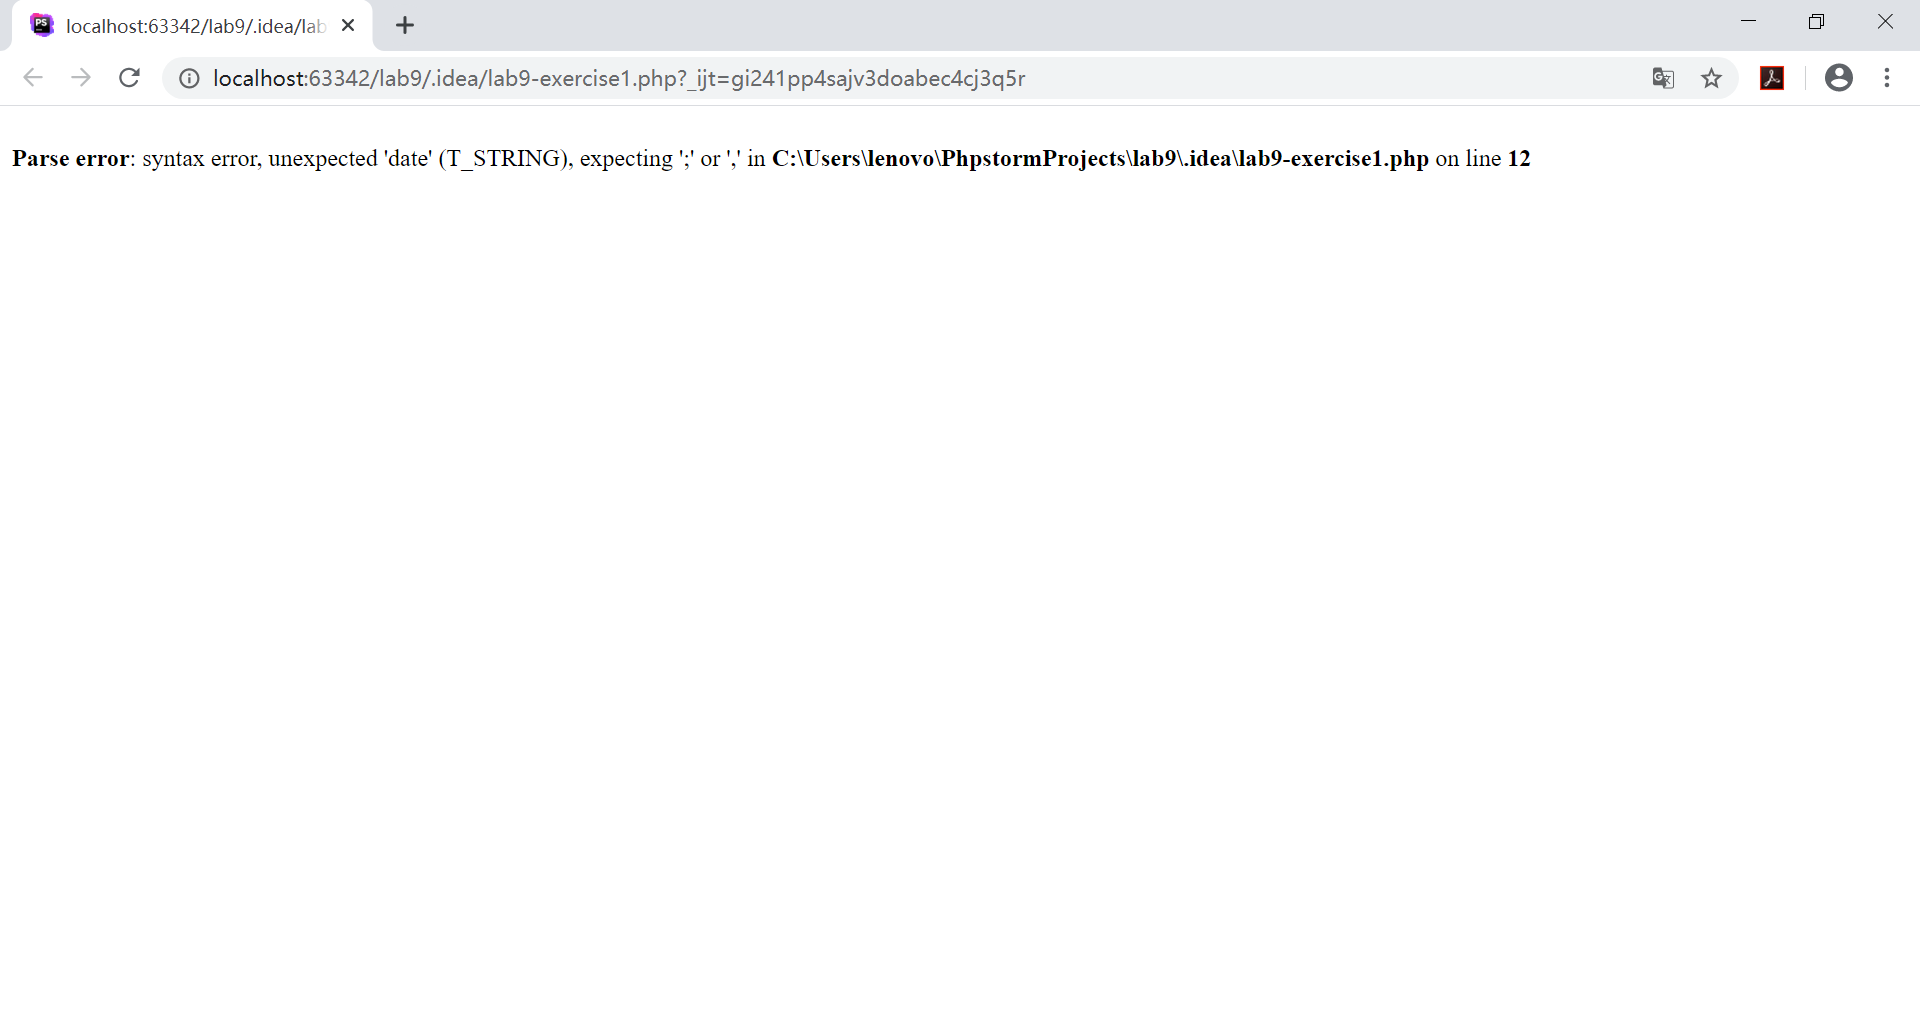 PS
localhost:63342/lab9/.idea/lab
localhost:63342/lab9/.idea/lab9-exercise1.php?_ijt=gi241pp4sajv3doabec4cj3q5r
Parse error: syntax error, unexpected 'date' (T_STRING), expecting ';' or ',' in C:\Users\lenovo\PhpstormProjects\lab9\.idea\lab9-exercise1.php on line 12